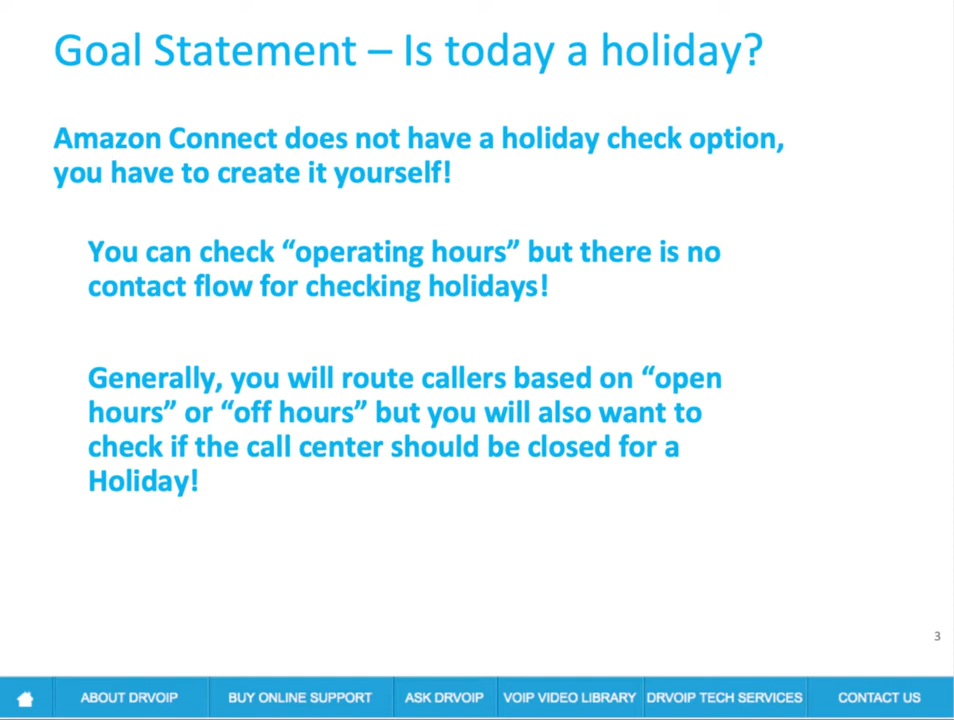 Goal Statement – Is today a holiday?
Amazon Connect does not have a holiday check option,
you have to create it yourself!
You can check “operating hours” but there is no
contact flow for checking holidays!
Generally, you will route callers based on “open
hours” or “off hours” but you will also want to
check if the call center should be closed for a
Holiday!
3
ABOUT DRVOIP BUY ONLINE SUPPORT ASK DRVOIP VOIP VIDEO LIBRARY DRVOIP TECH SERVICES CONTACT US